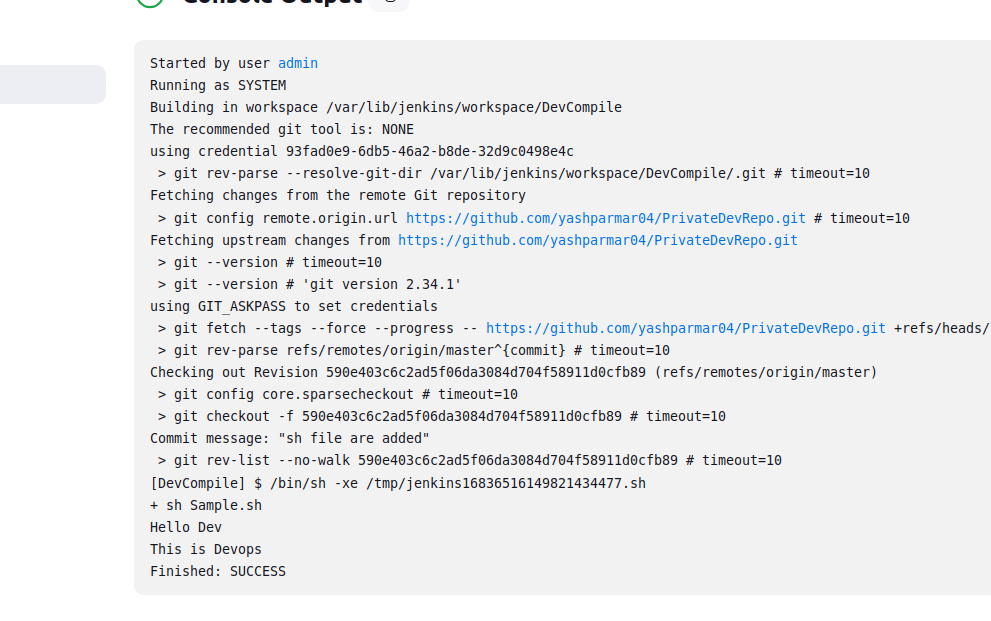 Console Output
Started by user admin
Running as SYSTEM
Building in workspace /var/lib/jenkins/workspace/DevCompile
The recommended git tool is: NONE
using credential 93fad0e9-6db5-46a2-b8de-32d9c0498e4c
 > git rev-parse --resolve-git-dir /var/lib/jenkins/workspace/DevCompile/.git # timeout=10
Fetching changes from the remote Git repository
 > git config remote.origin.url https://github.com/yashparmar04/PrivateDevRepo.git # timeout=10
Fetching upstream changes from https://github.com/yashparmar04/PrivateDevRepo.git
 > git --version # timeout=10
 > git --version # 'git version 2.34.1'
using GIT_ASKPASS to set credentials
 > git fetch --tags --force --progress -- https://github.com/yashparmar04/PrivateDevRepo.git +refs/heads/
 > git rev-parse refs/remotes/origin/master^{commit} # timeout=10
Checking out Revision 590e403c6c2ad5f06da3084d704f58911d0cfb89 (refs/remotes/origin/master)
 > git config core.sparsecheckout # timeout=10
 > git checkout -f 590e403c6c2ad5f06da3084d704f58911d0cfb89 # timeout=10
Commit message: "sh file are added"
 > git rev-list --no-walk 590e403c6c2ad5f06da3084d704f58911d0cfb89 # timeout=10
[DevCompile] $ /bin/sh -xe /tmp/jenkins16836516149821434477.sh
+ sh Sample.sh
Hello Dev
This is Devops
Finished: SUCCESS